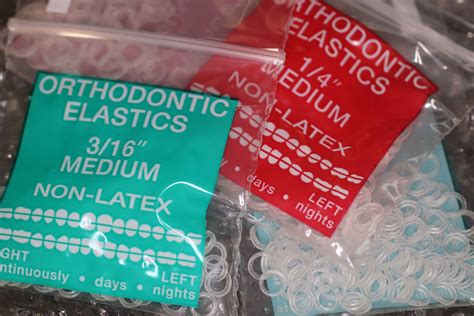 ORTHODONTIC
ELASTICS
3/16"
MEDIUM
NON-LATEX
GHT LEFT
ntinuously · days · nights
ORTHODONTIC
ELASTICS
1/4"
MEDIUM
NON-LATEX
LEFT
days · nights